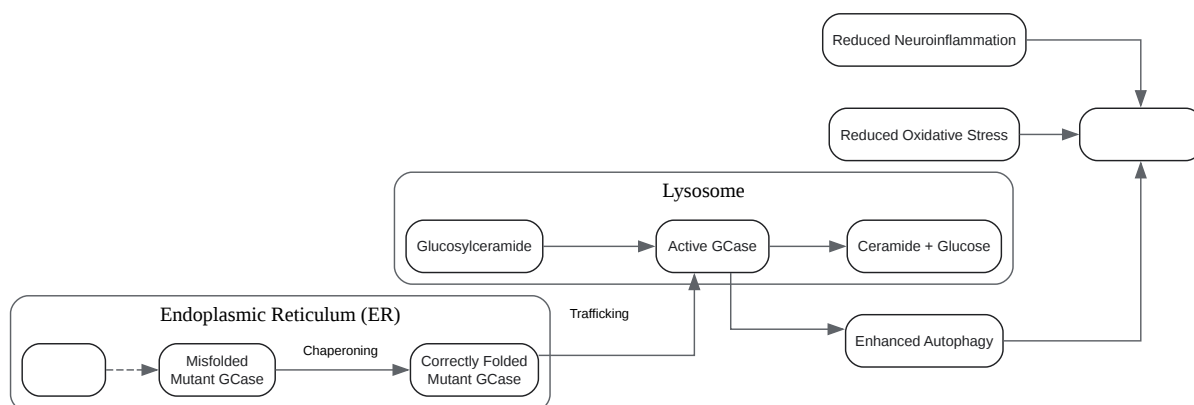 Reduced Neuroinflammation
Reduced Oxidative Stress
Lysosome
Glucosylceramide
Active GCase
Ceramide + Glucose
Endoplasmic Reticulum (ER)
Trafficking
Enhanced Autophagy
Chaperoning
Misfolded
Mutant GCase
Correctly Folded
Mutant GCase